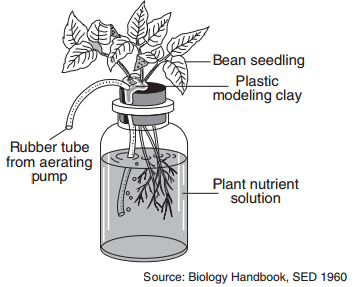 Bean seedling
Plastic
modeling clay
Rubber tube
from aerating
pump
Plant nutrient
solution
Source: Biology Handbook, SED 1960